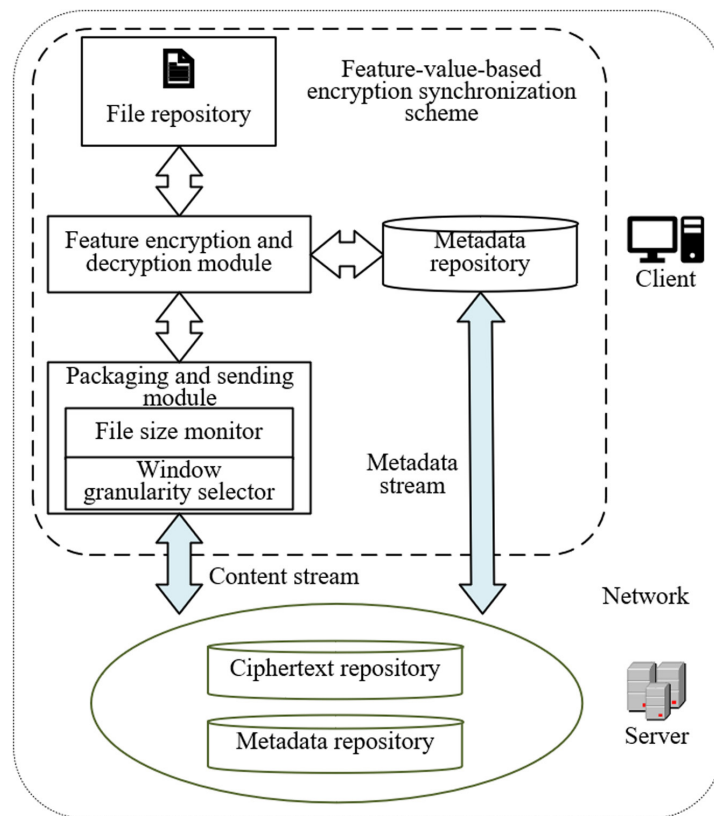 Feature-value-based
encryption synchronization
scheme
File repository
Feature encryption and
decryption module
Metadata
repository
Client
Packaging and sending
module
File size monitor
Window
granularity selector
Metadata
stream
Content stream
Network
Ciphertext repository
Metadata repository
Server